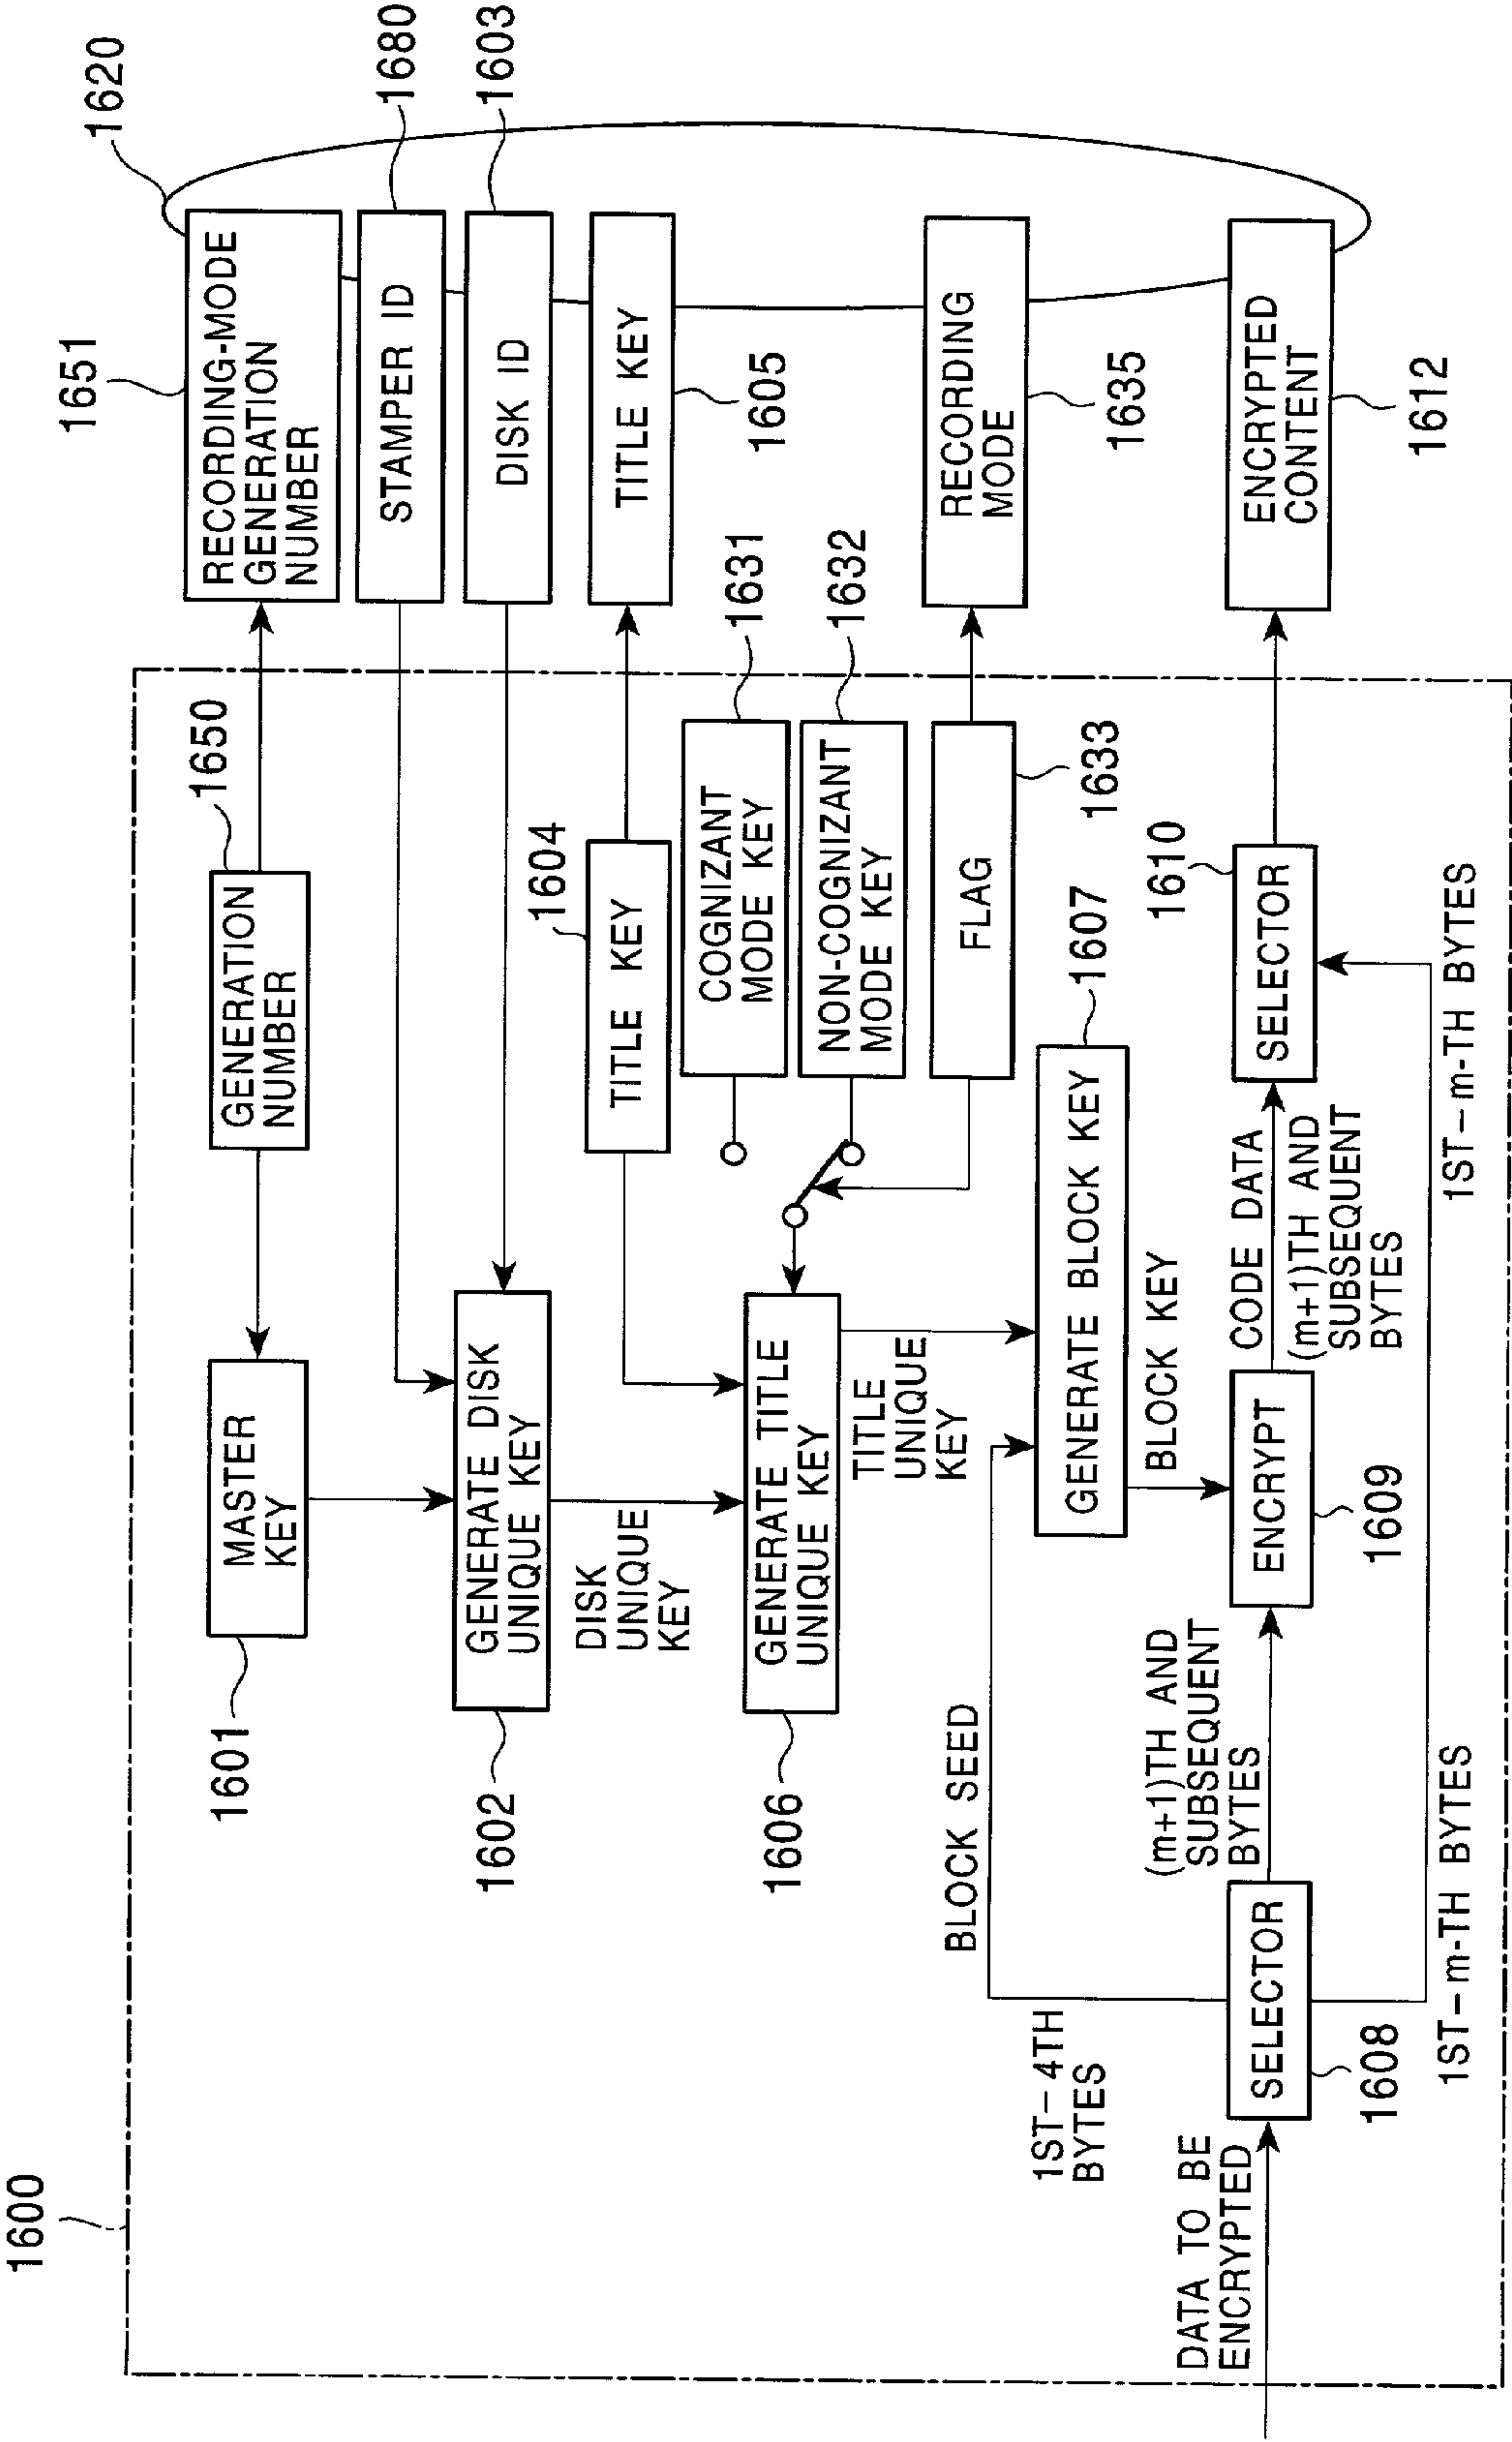 1600
1620
1651
RECORDING-MODE
GENERATION
NUMBER
1680
STAMPER ID
1603
DISK ID
TITLE KEY
1605
RECORDING
MODE
1635
ENCRYPTED
CONTENT
1612
1650
GENERATION
NUMBER
MASTER
KEY
1601
GENERATE DISK
UNIQUE KEY
1602
DISK
UNIQUE
KEY
1604
TITLE KEY
1631
COGNIZANT
MODE KEY
1632
NON-COGNIZANT
MODE KEY
FLAG
1633
GENERATE TITLE
UNIQUE KEY
1606
TITLE
UNIQUE
KEY
1607
GENERATE BLOCK KEY
BLOCK SEED
BLOCK KEY
1ST–4TH
BYTES
DATA TO BE
ENCRYPTED
SELECTOR
1608
(m+1)TH AND
SUBSEQUENT
BYTES
ENCRYPT
1609
CODE DATA
(m+1)TH AND
SUBSEQUENT
BYTES
1610
SELECTOR
1ST–m-TH BYTES
1ST–m-TH BYTES